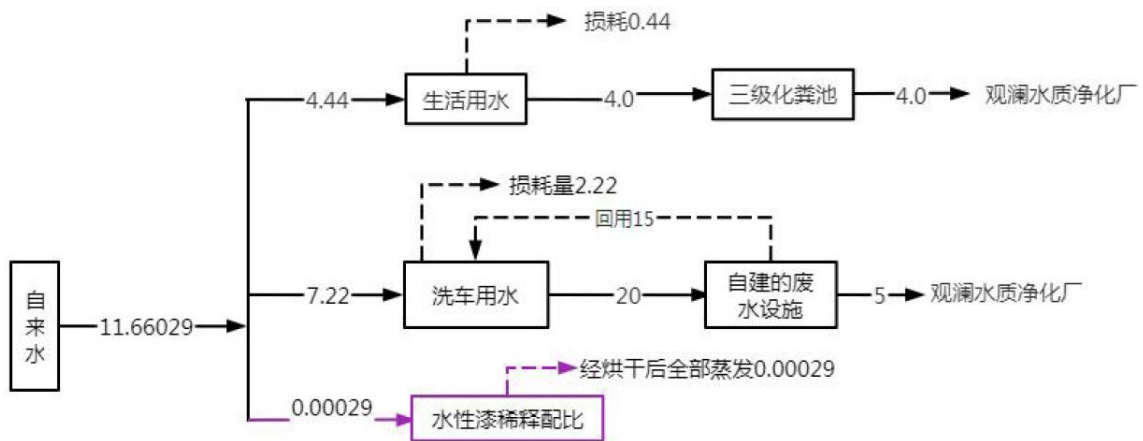 损耗0.44
4.44
生活用水
4.0
三级化粪池
4.0
观澜水质净化厂
损耗量2.22
回用15
自来水
11.66029
7.22
洗车用水
20
自建的废
水设施
5
观澜水质净化厂
经烘干后全部蒸发0.00029
0.00029
水性漆稀释配比